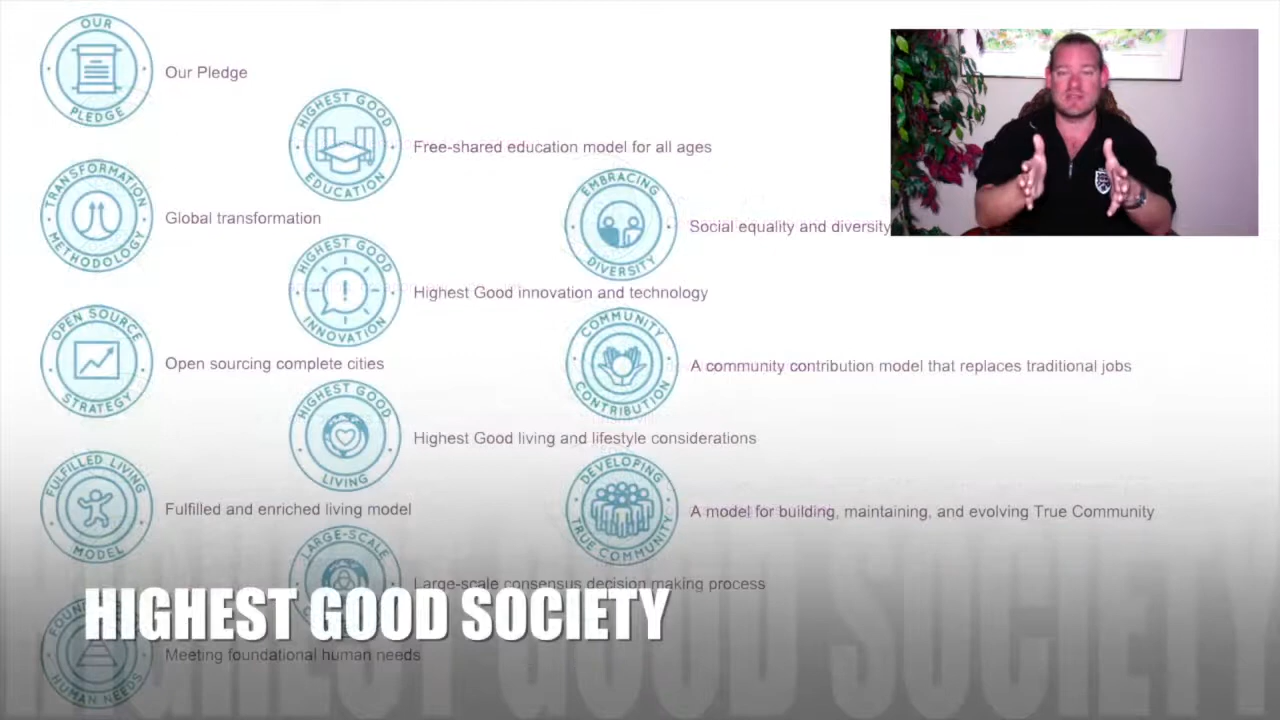 OUR PLEDGE
Our Pledge
HIGHEST GOOD EDUCATION
Free-shared education model for all ages
TRANSFORMATION METHODOLOGY
Global transformation
EMBRACING DIVERSITY
Social equality and diversity
HIGHEST GOOD INNOVATION
Highest Good innovation and technology
OPEN SOURCE STRATEGY
Open sourcing complete cities
COMMUNITY CONTRIBUTION
A community contribution model that replaces traditional jobs
HIGHEST GOOD LIVING
Highest Good living and lifestyle considerations
FULFILLED LIVING MODEL
Fulfilled and enriched living model
DEVELOPING TRUE COMMUNITY
A model for building, maintaining, and evolving True Community
LARGE-SCALE
Large-scale consensus decision making process
HIGHEST GOOD SOCIETY
HUMAN NEEDS
Meeting foundational human needs
HIGHEST GOOD SOCIETY